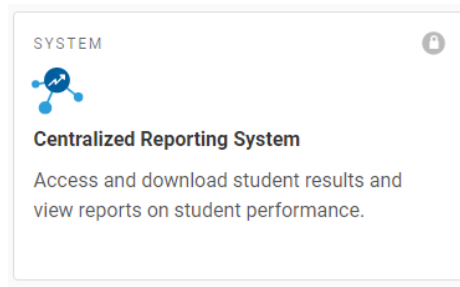 SYSTEM
Centralized Reporting System
Access and download student results and
view reports on student performance.